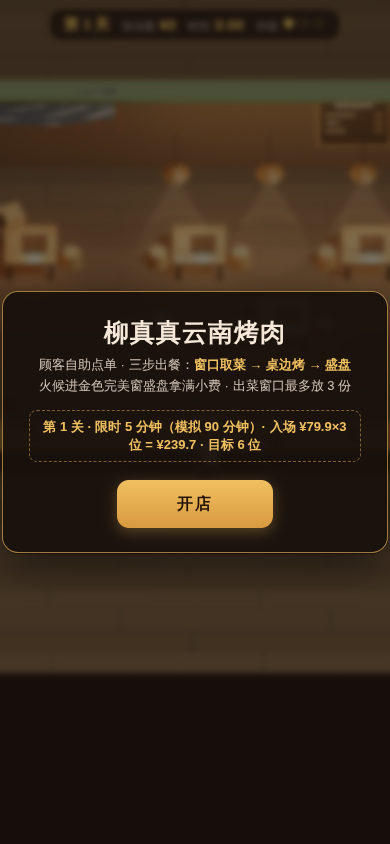 第 1 关 ¥0 5:00
柳真真云南烤肉
顾客自助点单 · 三步出餐：窗口取菜 → 桌边烤 → 盛盘
火候进金色完美窗盛盘拿满小费 · 出菜窗口最多放 3 份
第 1 关 · 限时 5 分钟（模拟 90 分钟）· 入场 ¥79.9×3
位 = ¥239.7 · 目标 6 位
开店